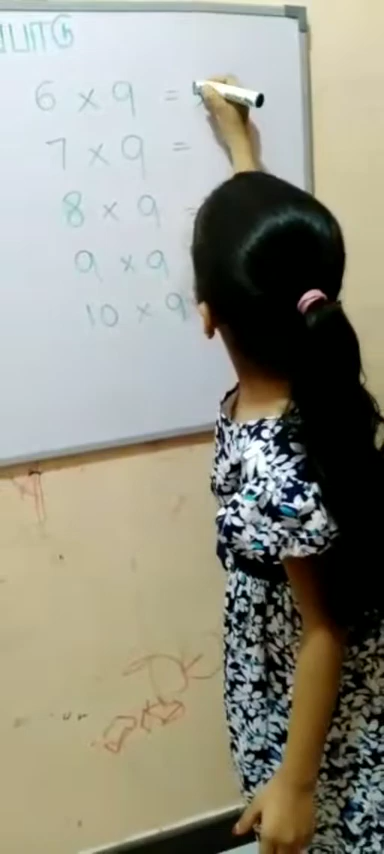 பாடு
6 × 9 =
7 × 9 =
8 × 9 =
9 × 9
10 × 9